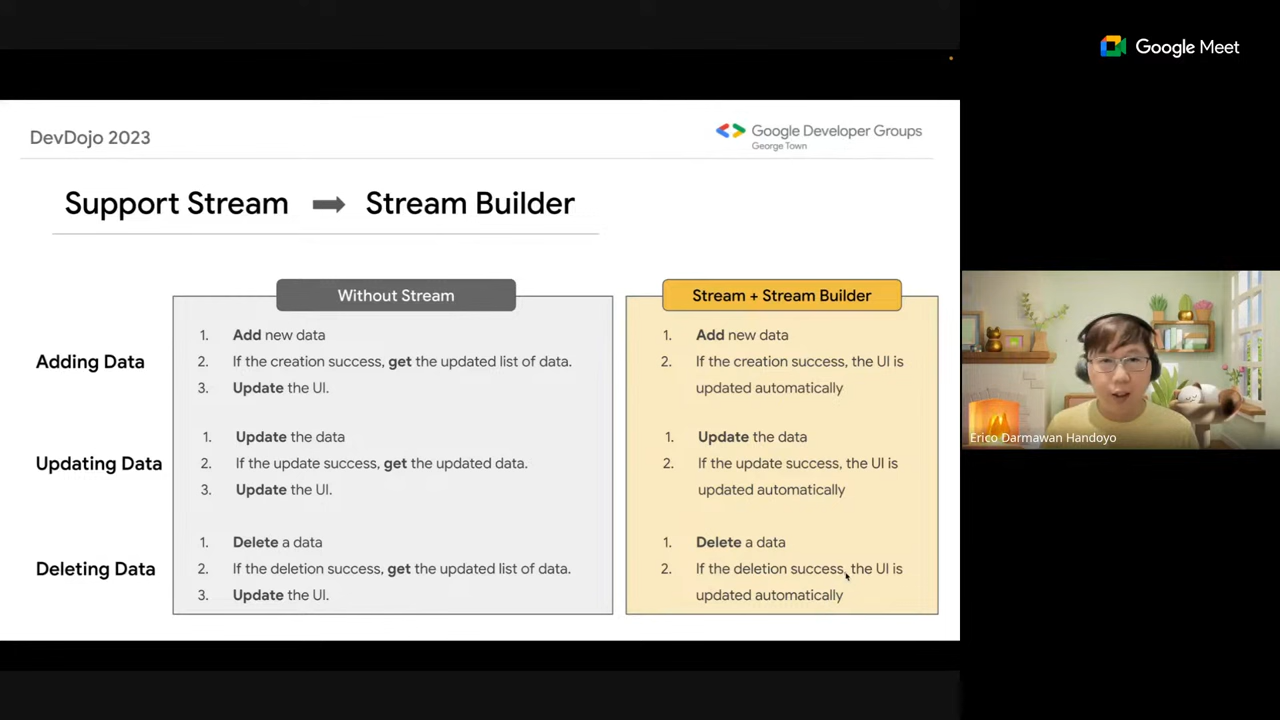 Google Meet
DevDojo 2023
Google Developer Groups
George Town
Support Stream
Stream Builder
Without Stream
Stream + Stream Builder
Adding Data
1. Add new data
2. If the creation success, get the updated list of data.
3. Update the UI.
1. Add new data
2. If the creation success, the UI is
updated automatically
Updating Data
1. Update the data
2. If the update success, get the updated data.
3. Update the UI.
1. Update the data
2. If the update success, the UI is
updated automatically
Deleting Data
1. Delete a data
2. If the deletion success, get the updated list of data.
3. Update the UI.
1. Delete a data
2. If the deletion success, the UI is
updated automatically
Erico Darmawan Handoyo